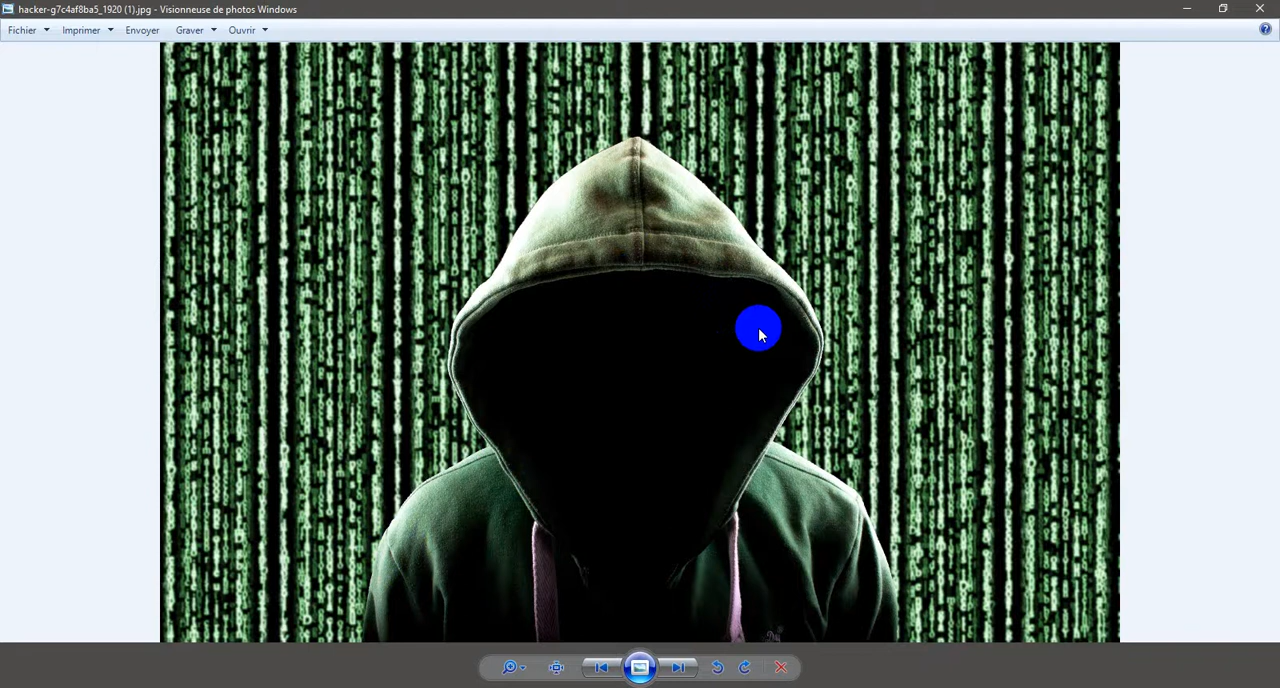 hacker-g7c4af8ba5_1920 (1).jpg - Visionneuse de photos Windows
Fichier Imprimer Envoyer Graver Ouvrir